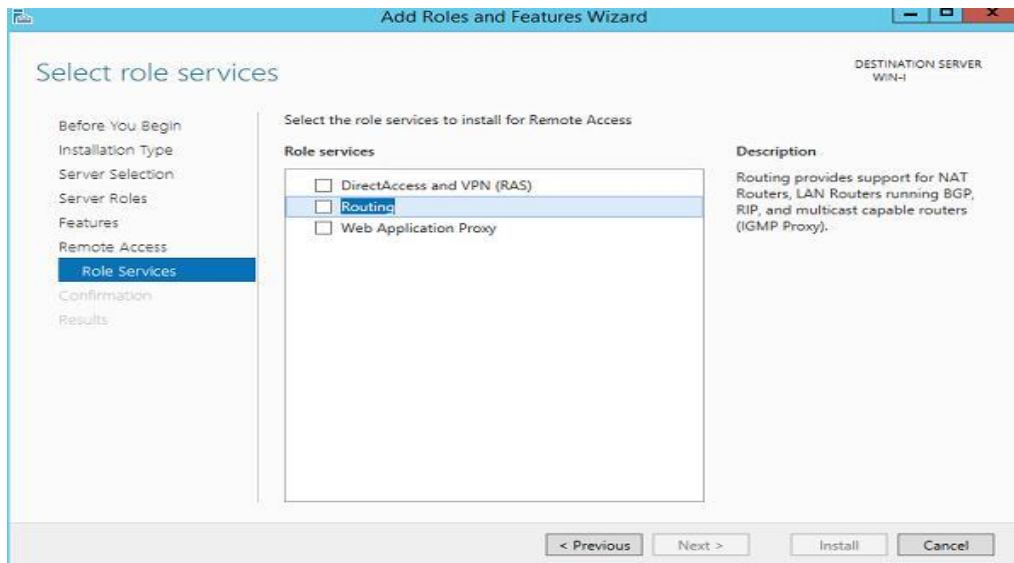 Add Roles and Features Wizard
Select role services
DESTINATION SERVER
WIN-I
Before You Begin
Installation Type
Server Selection
Server Roles
Features
Remote Access
Role Services
Confirmation
Results
Select the role services to install for Remote Access
Role services
DirectAccess and VPN (RAS)
Routing
Web Application Proxy
Description
Routing provides support for NAT
Routers, LAN Routers running BGP,
RIP, and multicast capable routers
(IGMP Proxy).
< Previous
Next >
Install
Cancel